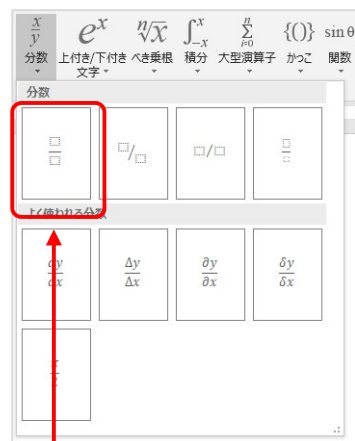 x/y e^x ⁿ√x ∫_{-x}^{x} Σ_{i=0}^{n} {()} sin θ
分数 上付き/下付き文字 べき乗根 積分 大型演算子 かっこ 関数
分数
□/□ □/□ □/□ □/□
よく使われる分数
dy/dx Δy/Δx ∂y/∂x δy/δx